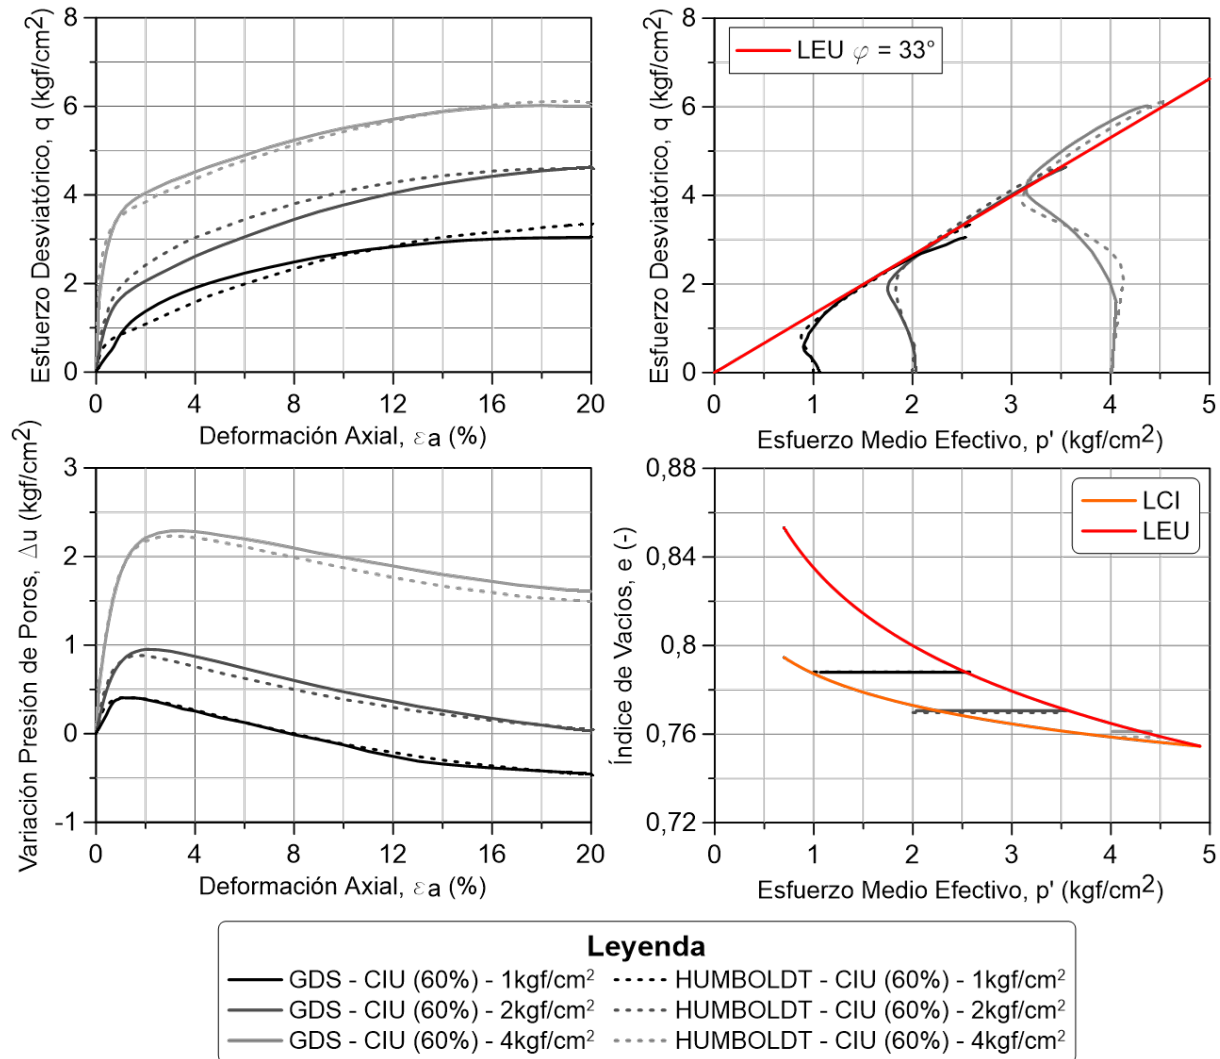 8
6
4
2
0
Esfuerzo Desviatórico, q (kgf/cm²)
0 4 8 12 16 20
Deformación Axial, εa (%)
LEU φ = 33°
8
6
4
2
0
Esfuerzo Desviatórico, q (kgf/cm²)
0 1 2 3 4 5
Esfuerzo Medio Efectivo, p' (kgf/cm²)
3
2
1
0
-1
Variación Presión de Poros, Δu (kgf/cm²)
0 4 8 12 16 20
Deformación Axial, εa (%)
LCI
LEU
0,88
0,84
0,8
0,76
0,72
Índice de Vacíos, e (-)
0 1 2 3 4 5
Esfuerzo Medio Efectivo, p' (kgf/cm²)
Leyenda
GDS - CIU (60%) - 1kgf/cm² HUMBOLDT - CIU (60%) - 1kgf/cm²
GDS - CIU (60%) - 2kgf/cm² HUMBOLDT - CIU (60%) - 2kgf/cm²
GDS - CIU (60%) - 4kgf/cm² HUMBOLDT - CIU (60%) - 4kgf/cm²